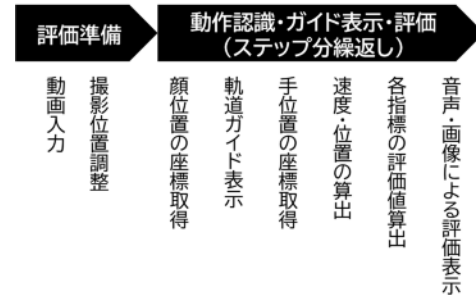 評価準備
動作認識・ガイド表示・評価
(ステップ分繰返し)
動画入力
撮影位置調整
顔位置の座標取得
軌道ガイド表示
手位置の座標取得
速度・位置の算出
各指標の評価値算出
音声・画像による評価表示